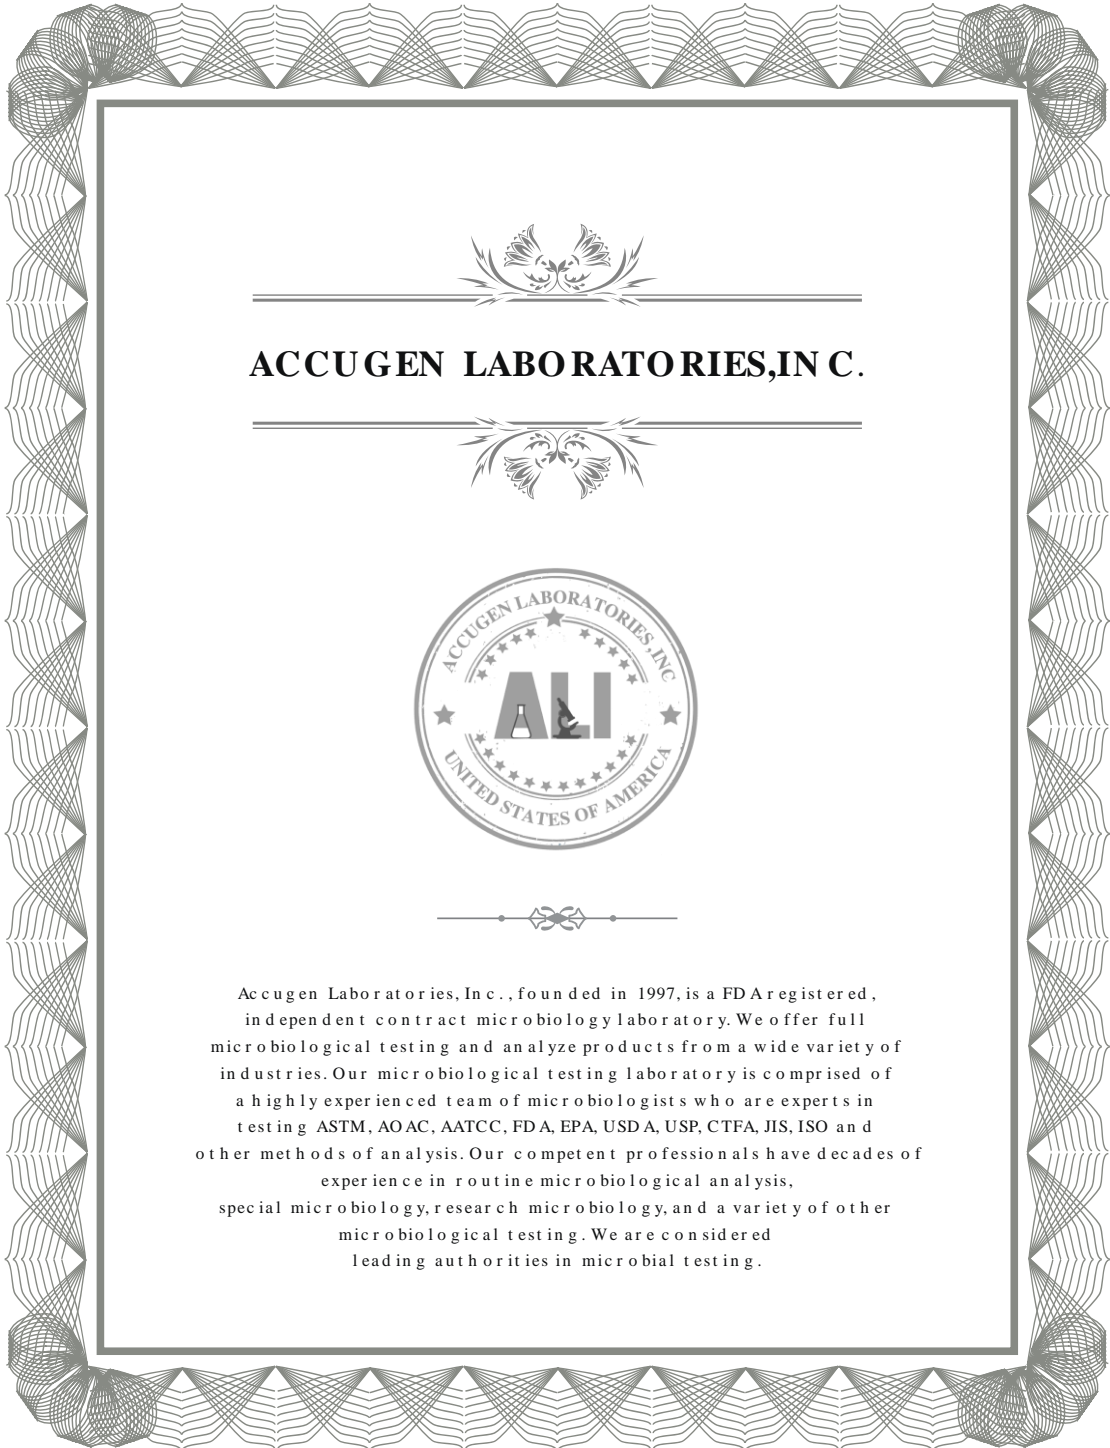 ACCUGEN LABORATORIES,INC.
ACCUGEN LABORATORIES, INC
ALI
UNITED STATES OF AMERICA
Accugen Laboratories, Inc., founded in 1997, is a FDA registered,
independent contract microbiology laboratory. We offer full
microbiological testing and analyze products from a wide variety of
industries. Our microbiological testing laboratory is comprised of
a highly experienced team of microbiologists who are experts in
testing ASTM, AOAC, AATCC, FDA, EPA, USDA, USP, CTFA, JIS, ISO and
other methods of analysis. Our competent professionals have decades of
experience in routine microbiological analysis,
special microbiology, research microbiology, and a variety of other
microbiological testing. We are considered
leading authorities in microbial testing.